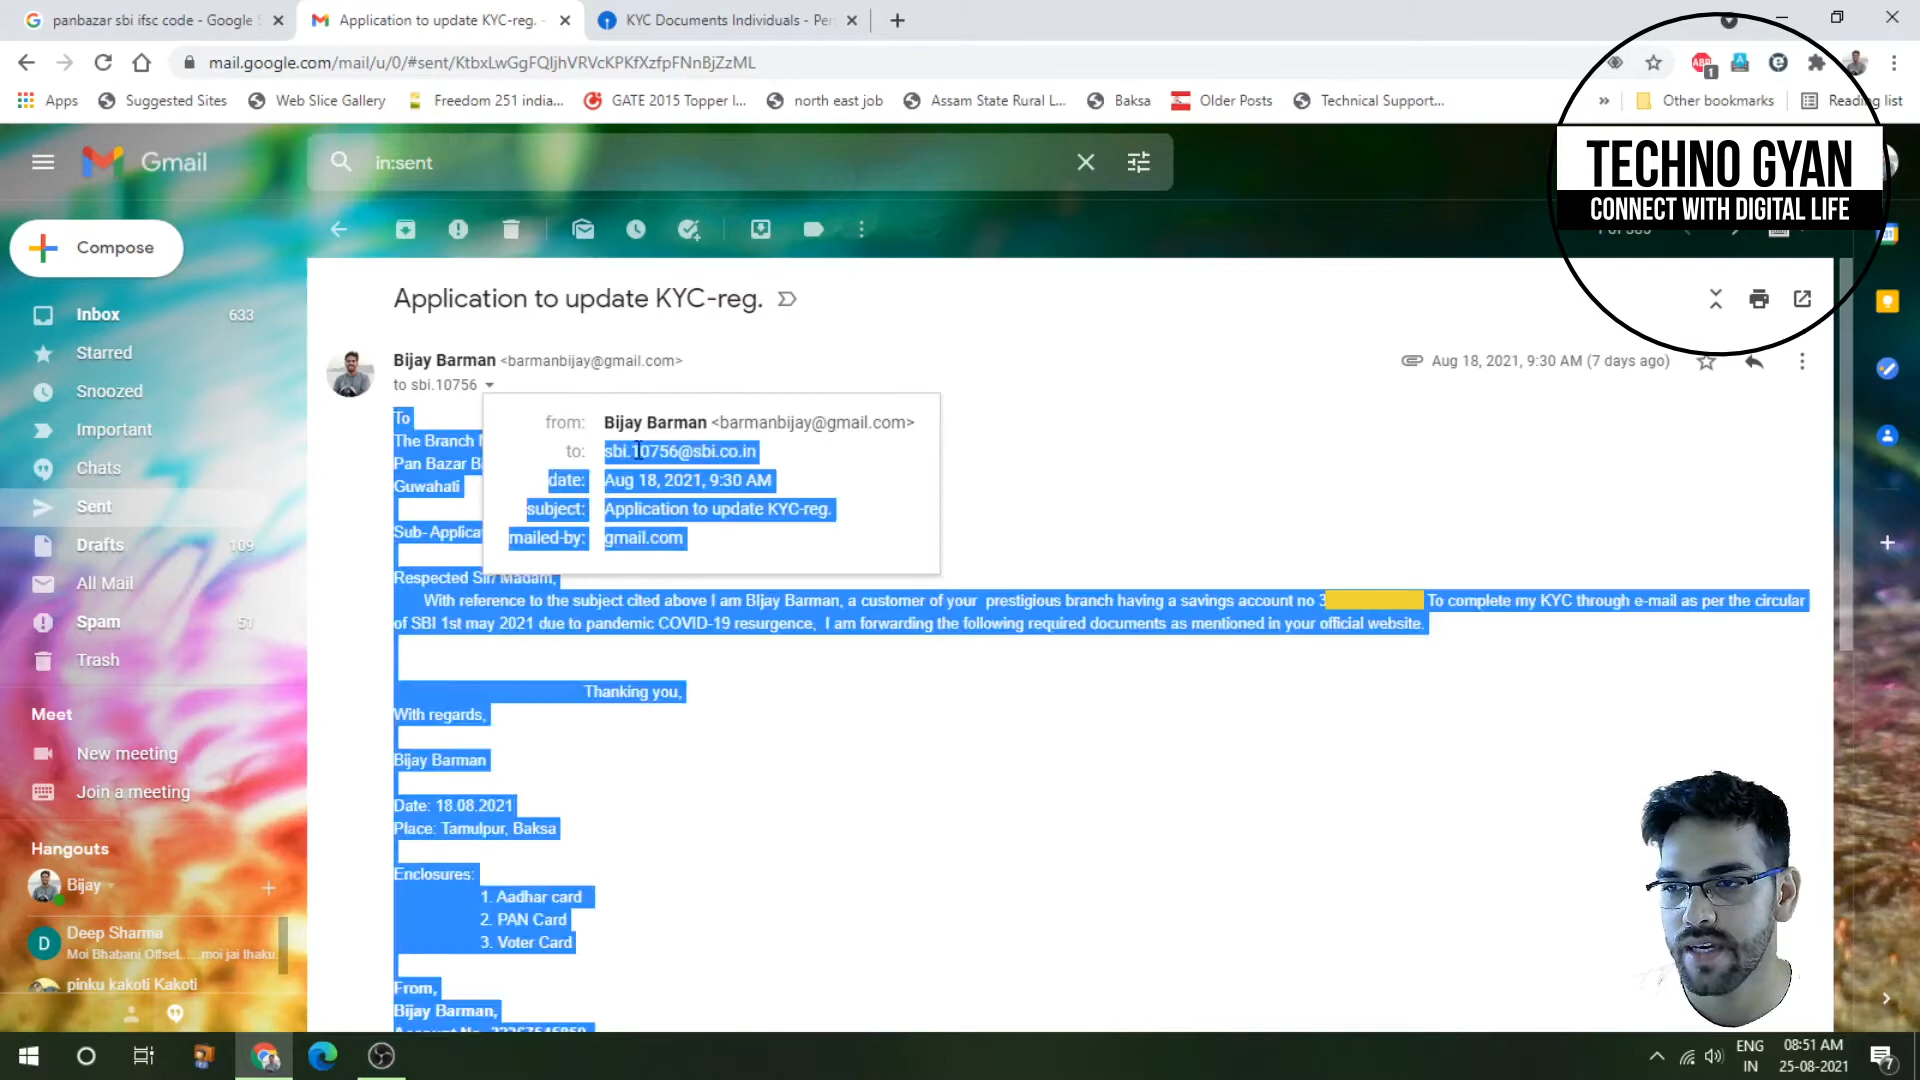 panbazar sbi ifsc code - Google S
Application to update KYC-reg. -
KYC Documents Individuals - Per
mail.google.com/mail/u/0/#sent/KtbxLwGgFQljhVRVcKPKfXzfpFNnBjZzML
ABP
1
Apps
Suggested Sites
Web Slice Gallery
Freedom 251 india...
GATE 2015 Topper I...
north east job
Assam State Rural L...
Baksa
Older Posts
Technical Support...
Other bookmarks
Reading list
TECHNO GYAN
CONNECT WITH DIGITAL LIFE
Gmail
in:sent
Compose
Inbox 633
Starred
Snoozed
Important
Chats
Sent
Drafts 109
All Mail
Spam 51
Trash
Meet
New meeting
Join a meeting
Hangouts
Bijay
D
Deep Sharma
Moi Bhabani Offset......moi jai thaku
pinku kakoti Kakoti
Application to update KYC-reg.
Bijay Barman <barmanbijay@gmail.com>
Aug 18, 2021, 9:30 AM (7 days ago)
to sbi.10756
from: Bijay Barman <barmanbijay@gmail.com>
to: sbi.10756@sbi.co.in
date: Aug 18, 2021, 9:30 AM
subject: Application to update KYC-reg.
mailed-by: gmail.com
To
The Branch
Pan Bazar
Guwahati
Sub- Applica
Respected Sir/ Madam,
With reference to the subject cited above I am BIjay Barman, a customer of your prestigious branch having a savings account no 3 To complete my KYC through e-mail as per the circular
of SBI 1st may 2021 due to pandemic COVID-19 resurgence, I am forwarding the following required documents as mentioned in your official website.
Thanking you,
With regards,
Bijay Barman
Date: 18.08.2021
Place: Tamulpur, Baksa
Enclosures:
1. Aadhar card
2. PAN Card
3. Voter Card
From,
Bijay Barman,
ENG
IN
08:51 AM
25-08-2021
7